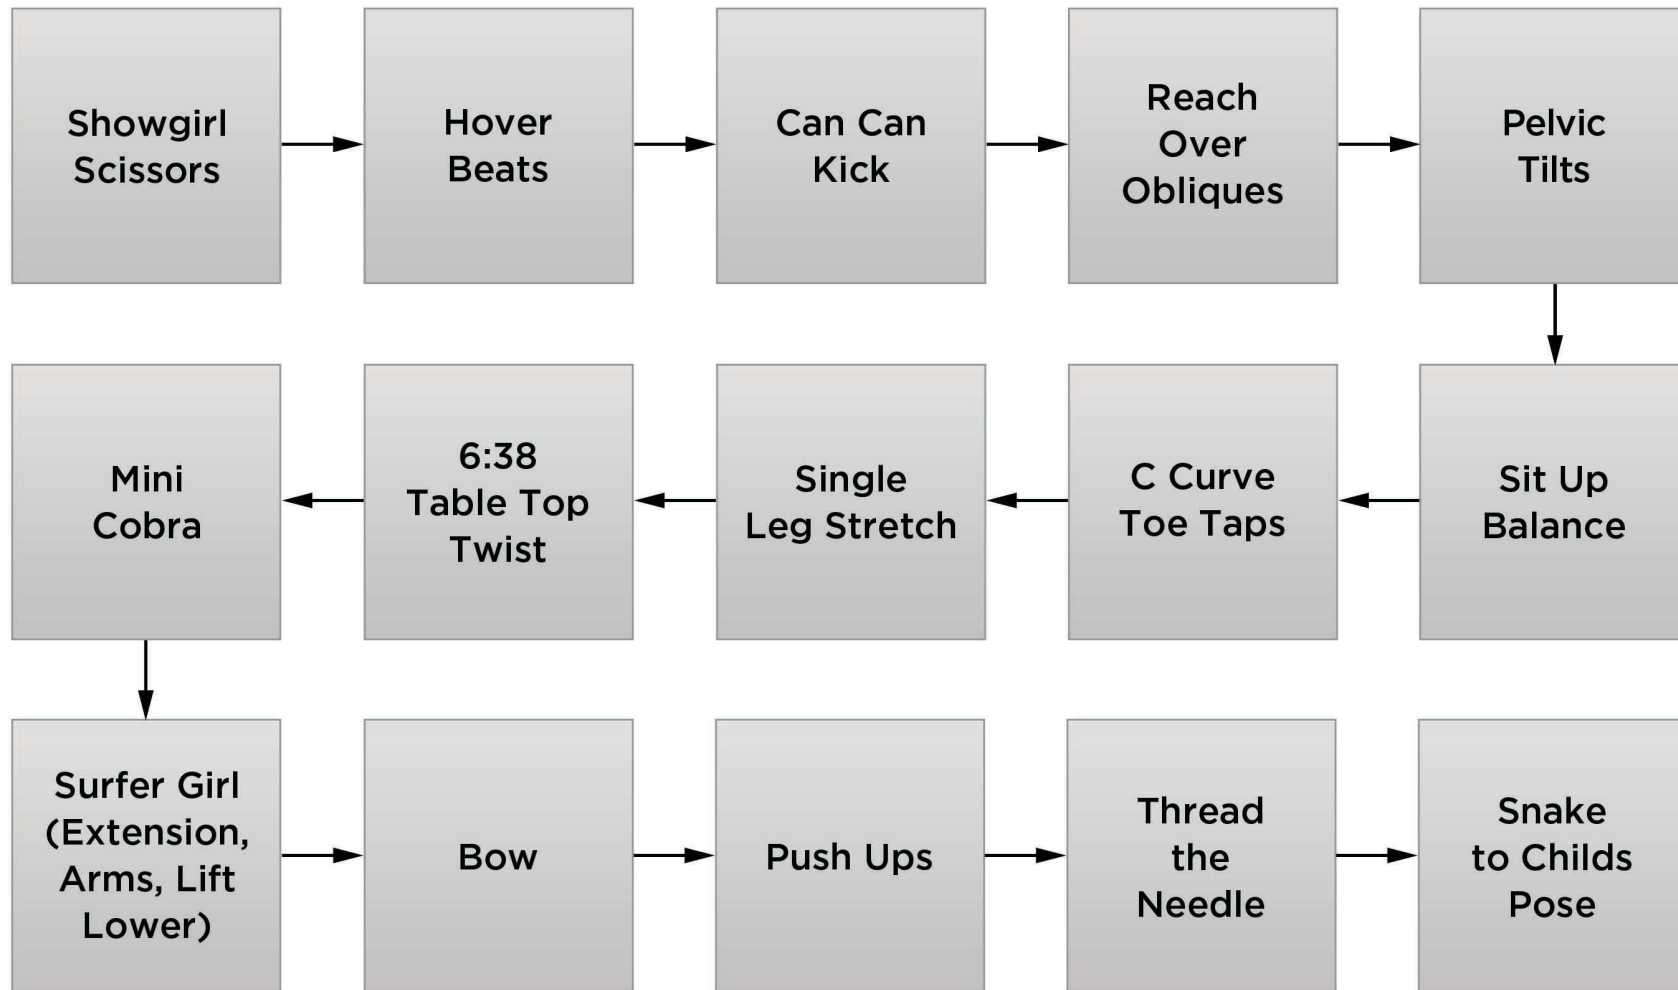 Showgirl
Scissors
Hover
Beats
Can Can
Kick
Reach
Over
Obliques
Pelvic
Tilts
Sit Up
Balance
C Curve
Toe Taps
Single
Leg Stretch
6:38
Table Top
Twist
Mini
Cobra
Surfer Girl
(Extension,
Arms, Lift
Lower)
Bow
Push Ups
Thread
the
Needle
Snake
to Childs
Pose